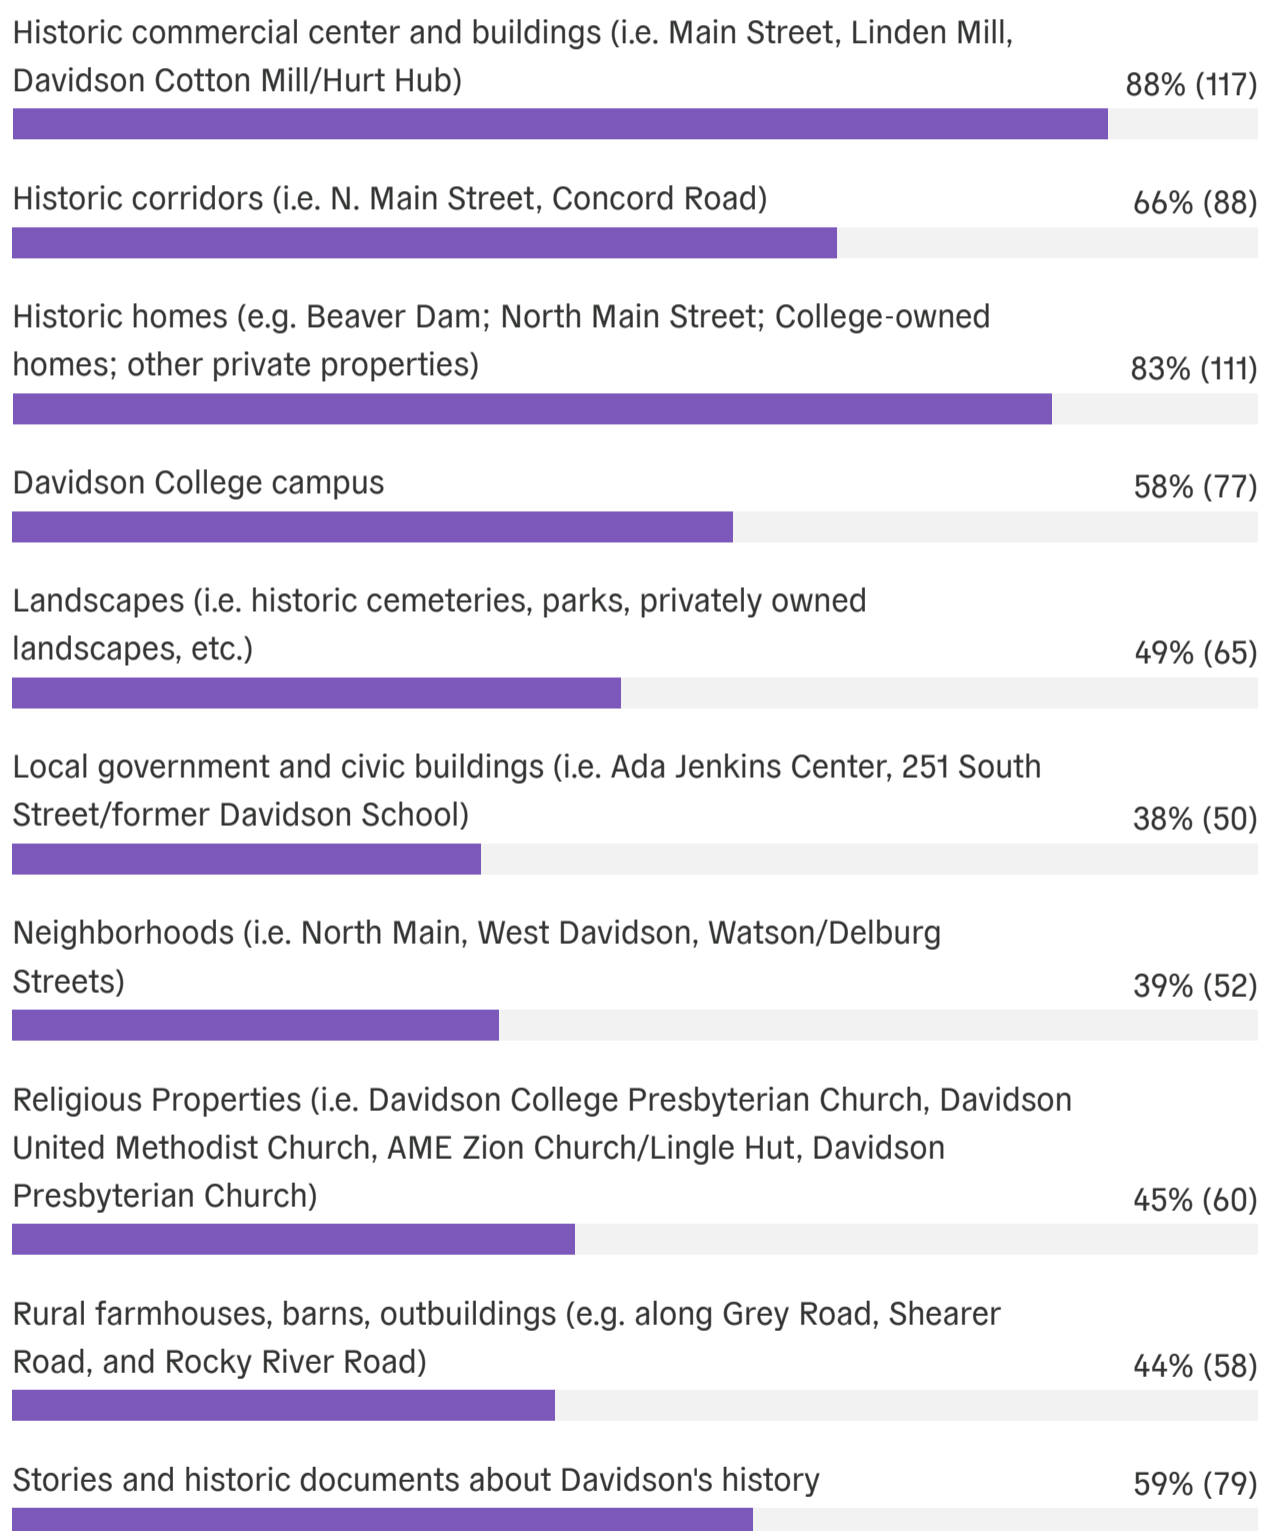 Historic commercial center and buildings (i.e. Main Street, Linden Mill,
Davidson Cotton Mill/Hurt Hub)
88% (117)
Historic corridors (i.e. N. Main Street, Concord Road)
66% (88)
Historic homes (e.g. Beaver Dam; North Main Street; College-owned
homes; other private properties)
83% (111)
Davidson College campus
58% (77)
Landscapes (i.e. historic cemeteries, parks, privately owned
landscapes, etc.)
49% (65)
Local government and civic buildings (i.e. Ada Jenkins Center, 251 South
Street/former Davidson School)
38% (50)
Neighborhoods (i.e. North Main, West Davidson, Watson/Delburg
Streets)
39% (52)
Religious Properties (i.e. Davidson College Presbyterian Church, Davidson
United Methodist Church, AME Zion Church/Lingle Hut, Davidson
Presbyterian Church)
45% (60)
Rural farmhouses, barns, outbuildings (e.g. along Grey Road, Shearer
Road, and Rocky River Road)
44% (58)
Stories and historic documents about Davidson's history
59% (79)